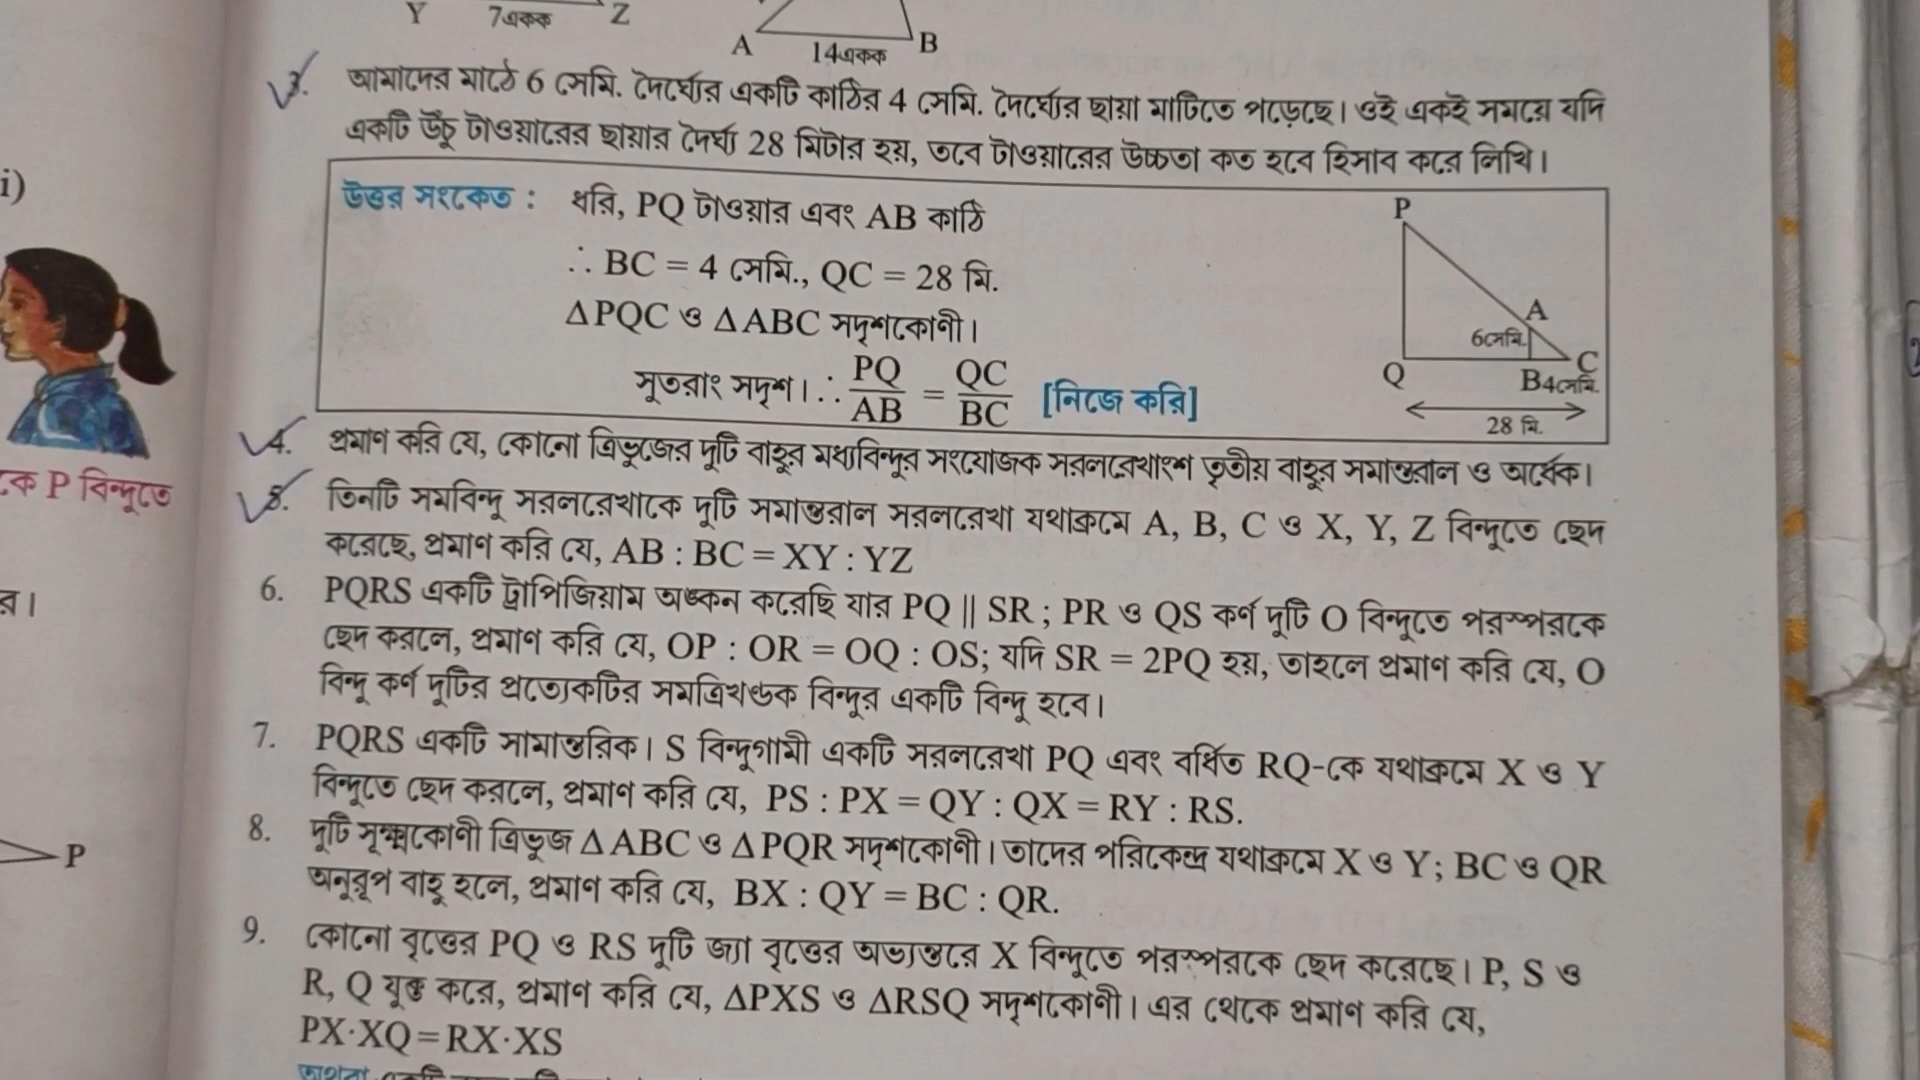 Y 7একক Z
A 14একক B
3. আমাদের মাঠে 6 সেমি. দৈর্ঘ্যের একটি কাঠির 4 সেমি. দৈর্ঘ্যের ছায়া মাটিতে পড়েছে। ওই একই সময়ে যদি
একটি উঁচু টাওয়ারের ছায়ার দৈর্ঘ্য 28 মিটার হয়, তবে টাওয়ারের উচ্চতা কত হবে হিসাব করে লিখি।
উত্তর সংকেত : ধরি, PQ টাওয়ার এবং AB কাঠি
∴ BC = 4 সেমি., QC = 28 মি.
ΔPQC ও ΔABC সদৃশকোণী।
সুতরাং সদৃশ। ∴ PQ/AB = QC/BC [নিজে করি]
P
A
6সেমি.
C
Q
B4সেমি.
28 মি.
4. প্রমাণ করি যে, কোনো ত্রিভুজের দুটি বাহুর মধ্যবিন্দুর সংযোজক সরলরেখাংশ তৃতীয় বাহুর সমান্তরাল ও অর্ধেক।
5. তিনটি সমবিন্দু সরলরেখাকে দুটি সমান্তরাল সরলরেখা যথাক্রমে A, B, C ও X, Y, Z বিন্দুতে ছেদ
করেছে, প্রমাণ করি যে, AB : BC = XY : YZ
6. PQRS একটি ট্রাপিজিয়াম অঙ্কন করেছি যার PQ || SR ; PR ও QS কর্ণ দুটি O বিন্দুতে পরস্পরকে
ছেদ করলে, প্রমাণ করি যে, OP : OR = OQ : OS; যদি SR = 2PQ হয়, তাহলে প্রমাণ করি যে, O
বিন্দু কর্ণ দুটির প্রত্যেকটির সমত্রিখণ্ডক বিন্দুর একটি বিন্দু হবে।
7. PQRS একটি সামান্তরিক। S বিন্দুগামী একটি সরলরেখা PQ এবং বর্ধিত RQ-কে যথাক্রমে X ও Y
বিন্দুতে ছেদ করলে, প্রমাণ করি যে, PS : PX = QY : QX = RY : RS.
8. দুটি সূক্ষ্মকোণী ত্রিভুজ ΔABC ও ΔPQR সদৃশকোণী। তাদের পরিকেন্দ্র যথাক্রমে X ও Y; BC ও QR
অনুরূপ বাহু হলে, প্রমাণ করি যে, BX : QY = BC : QR.
9. কোনো বৃত্তের PQ ও RS দুটি জ্যা বৃত্তের অভ্যন্তরে X বিন্দুতে পরস্পরকে ছেদ করেছে। P, S ও
R, Q যুক্ত করে, প্রমাণ করি যে, ΔPXS ও ΔRSQ সদৃশকোণী। এর থেকে প্রমাণ করি যে,
PX·XQ = RX·XS
i)
কে P বিন্দুতে
র।
P